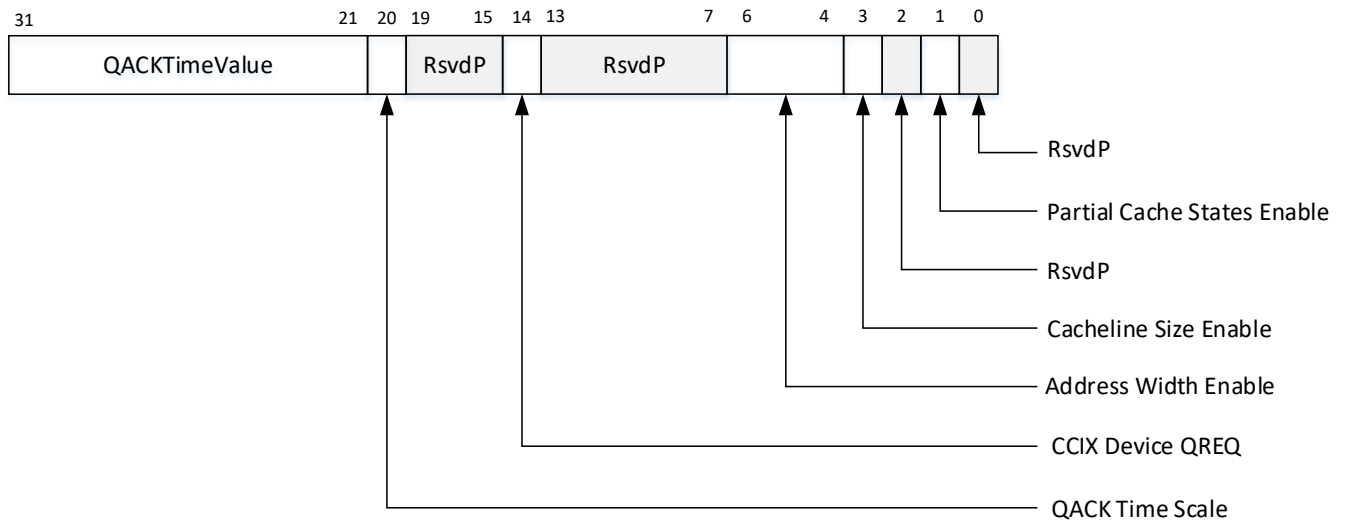 31 21 20 19 15 14 13 7 6 4 3 2 1 0
QACKTimeValue RsvdP RsvdP
RsvdP
Partial Cache States Enable
RsvdP
Cacheline Size Enable
Address Width Enable
CCIX Device QREQ
QACK Time Scale